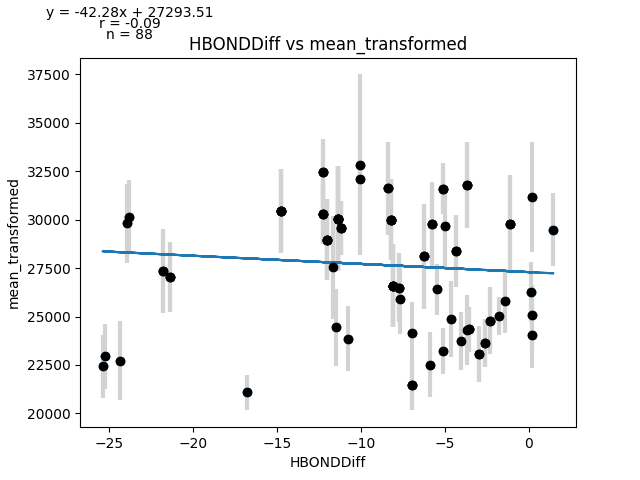 y = -42.28x + 27293.51
r = -0.09
n = 88
HBONDDiff vs mean_transformed
37500
35000
32500
30000
27500
25000
22500
20000
mean_transformed
−25
−20
−15
−10
−5
0
HBONDDiff